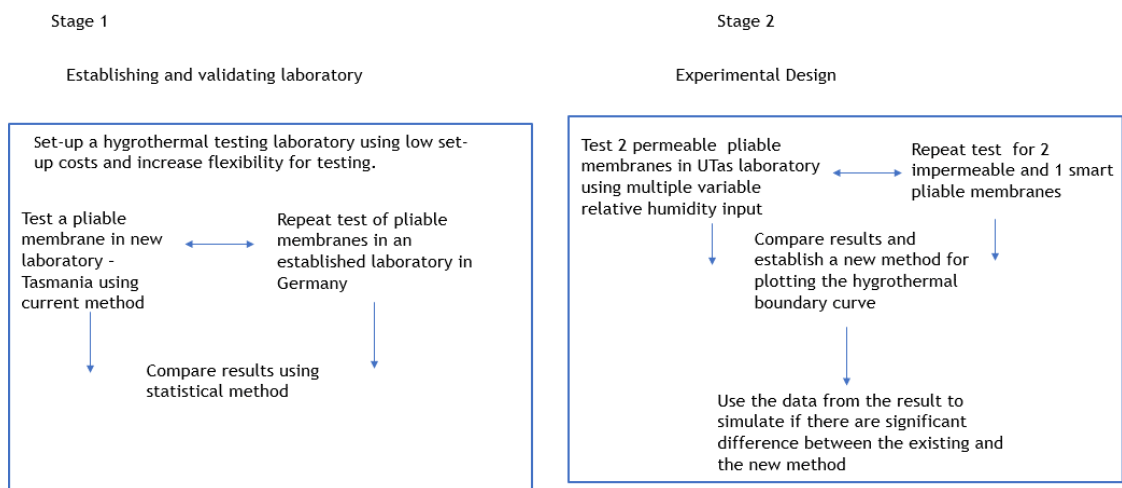 Stage 1
Establishing and validating laboratory
Set-up a hygrothermal testing laboratory using low set-
up costs and increase flexibility for testing.
Test a pliable
membrane in new
laboratory -
Tasmania using
current method
Repeat test of pliable
membranes in an
established laboratory in
Germany
Compare results using
statistical method
Stage 2
Experimental Design
Test 2 permeable pliable
membranes in UTas laboratory
using multiple variable
relative humidity input
Repeat test for 2
impermeable and 1 smart
pliable membranes
Compare results and
establish a new method for
plotting the hygrothermal
boundary curve
Use the data from the result to
simulate if there are significant
difference between the existing and
the new method